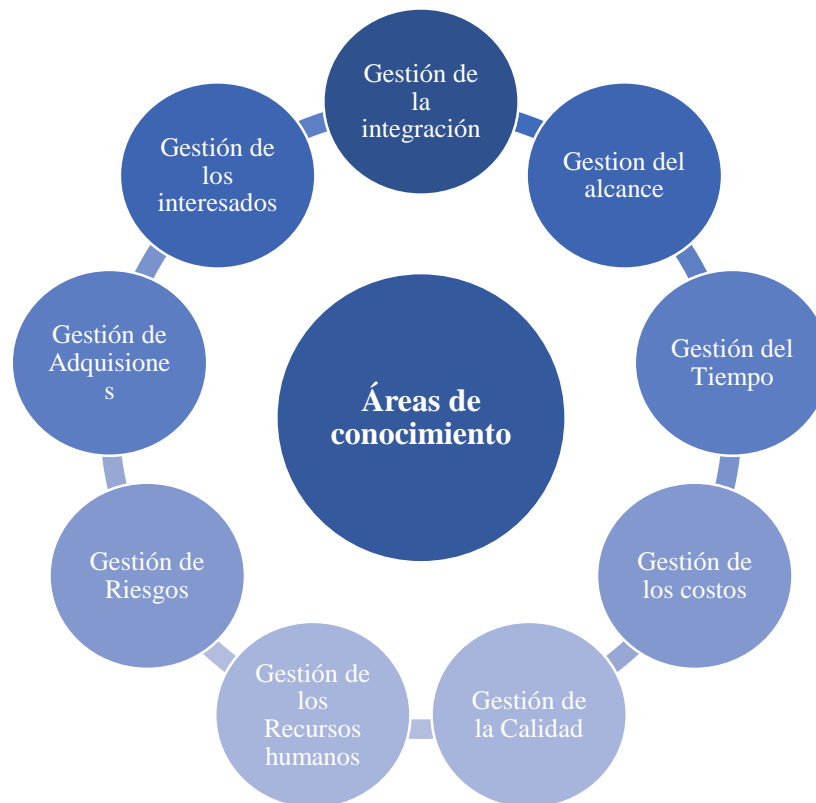 Gestión de
la
integración
Gestion del
alcance
Gestión del
Tiempo
Gestión de
los costos
Gestión de
la Calidad
Gestión de
los
Recursos
humanos
Gestión de
Riesgos
Gestión de
Adquisione
s
Gestión de
los
interesados
Áreas de
conocimiento